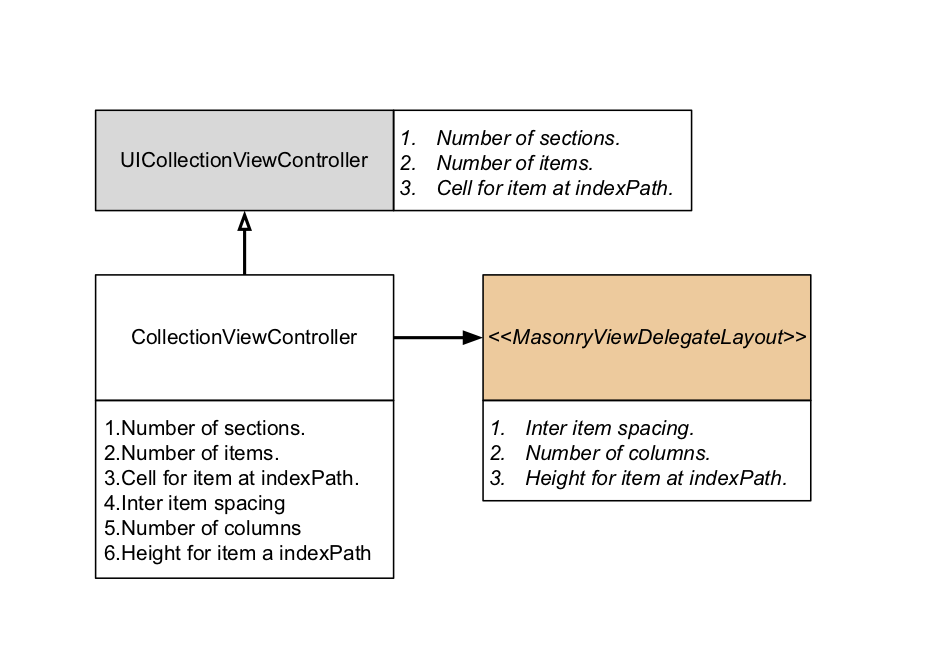 UICollectionViewController
1. Number of sections.
2. Number of items.
3. Cell for item at indexPath.
CollectionViewController
1.Number of sections.
2.Number of items.
3.Cell for item at indexPath.
4.Inter item spacing
5.Number of columns
6.Height for item a indexPath
<<MasonryViewDelegateLayout>>
1. Inter item spacing.
2. Number of columns.
3. Height for item at indexPath.